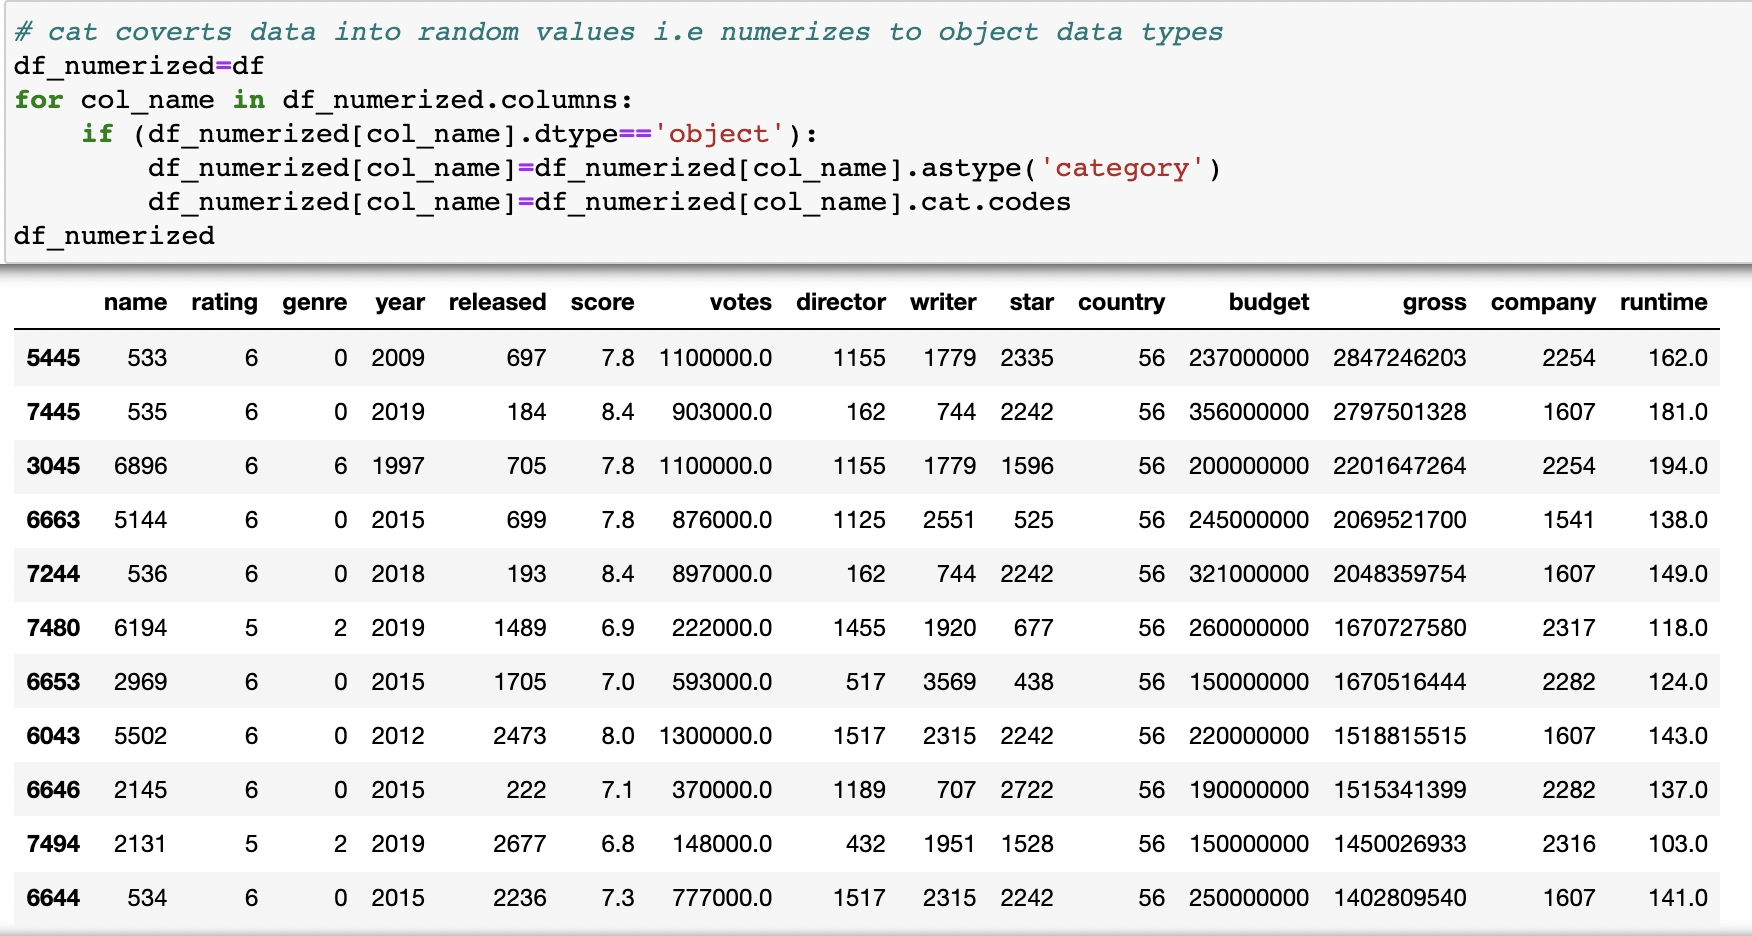 # cat coverts data into random values i.e numerizes to object data types
df_numerized=df
for col_name in df_numerized.columns:
    if (df_numerized[col_name].dtype=='object'):
        df_numerized[col_name]=df_numerized[col_name].astype('category')
        df_numerized[col_name]=df_numerized[col_name].cat.codes
df_numerized
name rating genre year released score votes director writer star country budget gross company runtime
5445 533 6 0 2009 697 7.8 1100000.0 1155 1779 2335 56 237000000 2847246203 2254 162.0
7445 535 6 0 2019 184 8.4 903000.0 162 744 2242 56 356000000 2797501328 1607 181.0
3045 6896 6 6 1997 705 7.8 1100000.0 1155 1779 1596 56 200000000 2201647264 2254 194.0
6663 5144 6 0 2015 699 7.8 876000.0 1125 2551 525 56 245000000 2069521700 1541 138.0
7244 536 6 0 2018 193 8.4 897000.0 162 744 2242 56 321000000 2048359754 1607 149.0
7480 6194 5 2 2019 1489 6.9 222000.0 1455 1920 677 56 260000000 1670727580 2317 118.0
6653 2969 6 0 2015 1705 7.0 593000.0 517 3569 438 56 150000000 1670516444 2282 124.0
6043 5502 6 0 2012 2473 8.0 1300000.0 1517 2315 2242 56 220000000 1518815515 1607 143.0
6646 2145 6 0 2015 222 7.1 370000.0 1189 707 2722 56 190000000 1515341399 2282 137.0
7494 2131 5 2 2019 2677 6.8 148000.0 432 1951 1528 56 150000000 1450026933 2316 103.0
6644 534 6 0 2015 2236 7.3 777000.0 1517 2315 2242 56 250000000 1402809540 1607 141.0